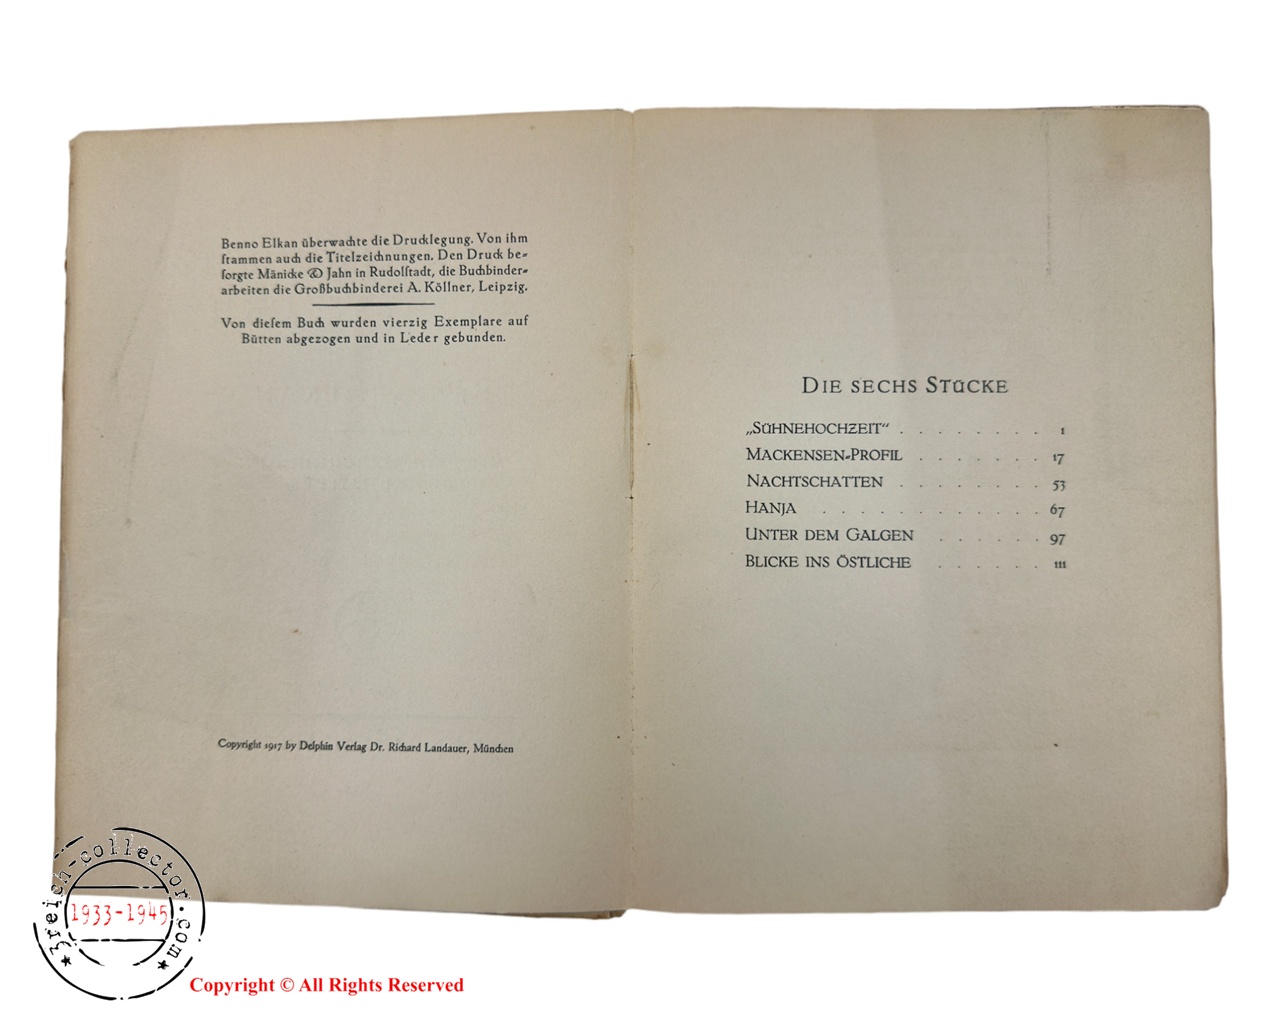 Benno Elkan überwachte die Drucklegung. Von ihm
ſtammen auch die Titelzeichnungen. Den Druck be-
ſorgte Mänicke & Jahn in Rudolſtadt, die Buchbinder-
arbeiten die Großbuchbinderei A. Köllner, Leipzig.
Von dieſem Buch wurden vierzig Exemplare auf
Bütten abgezogen und in Leder gebunden.
Copyright 1917 by Delphin Verlag Dr. Richard Landauer, München
DIE SECHS STÜCKE
„SÜHNEHOCHZEIT“ . . . . . . . . 1
MACKENSEN-PROFIL . . . . . . . 17
NACHTSCHATTEN . . . . . . . . 53
HANJA . . . . . . . . . . . . 67
UNTER DEM GALGEN . . . . . . 97
BLICKE INS ÖSTLICHE . . . . . . 111
3reich-collector.com
1933-1945
Copyright © All Rights Reserved